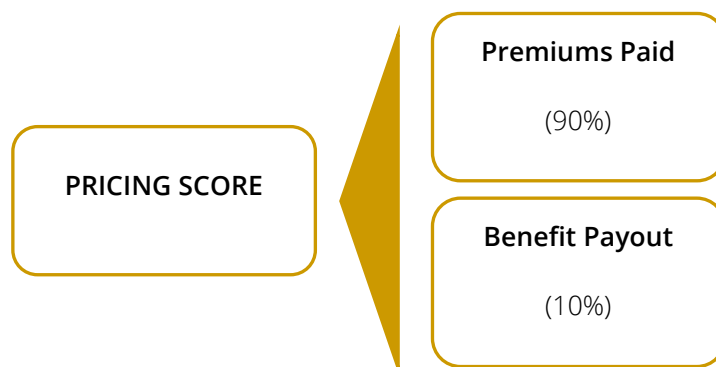 PRICING SCORE
Premiums Paid
(90%)
Benefit Payout
(10%)